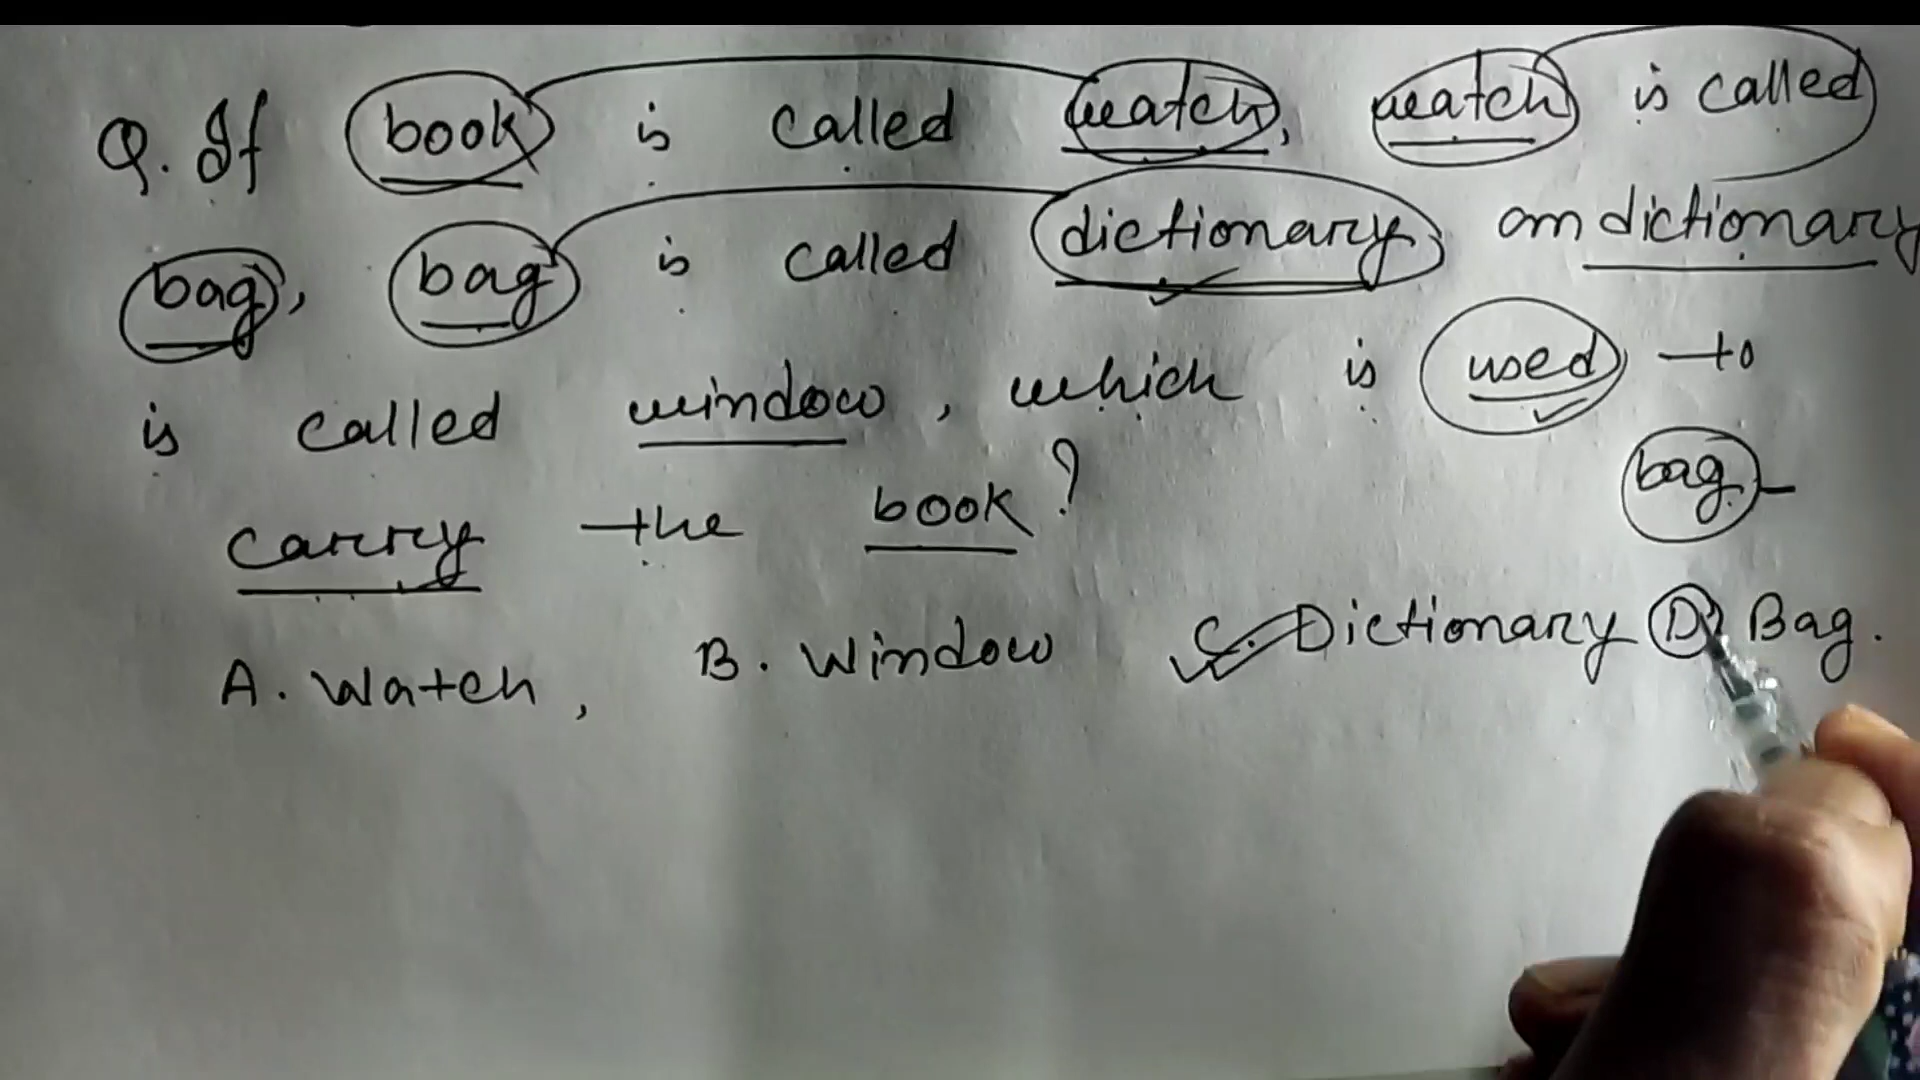 Q. If book is called watch, watch is called
bag, bag is called dictionary, an dictionary
is called window, which is used to
carry the book?
bag -
A. Watch, B. Window C. Dictionary D. Bag.